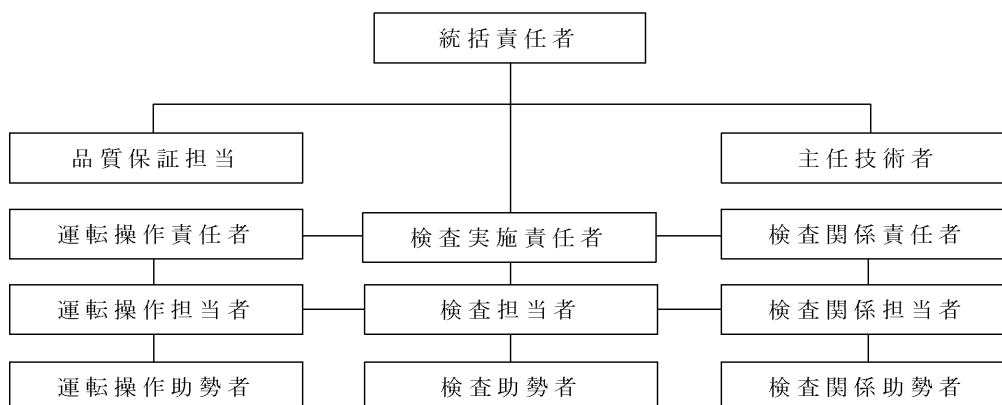 統括責任者
品質保証担当
主任技術者
運転操作責任者
検査実施責任者
検査関係責任者
運転操作担当者
検査担当者
検査関係担当者
運転操作助勢者
検査助勢者
検査関係助勢者